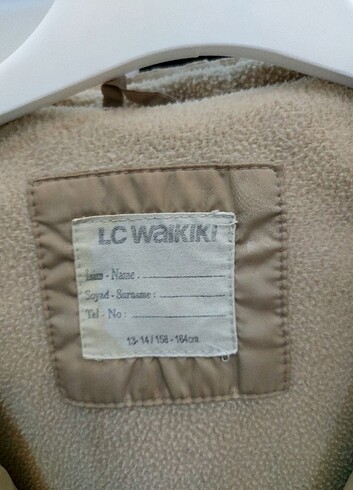 LC WAIKIKI
İsim - Name : ..............................
Soyad - Surname : ....................
Tel - No : ..............................
13-14 / 158 - 164cm